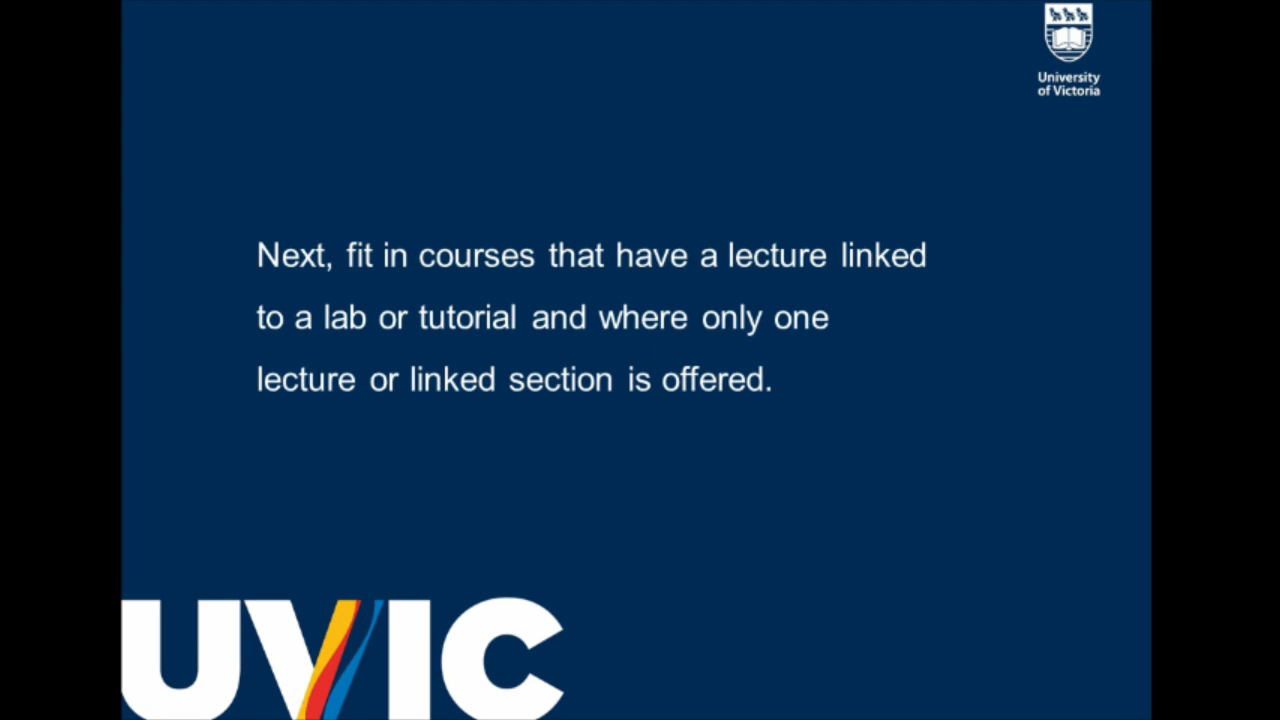 University
of Victoria
Next, fit in courses that have a lecture linked
to a lab or tutorial and where only one
lecture or linked section is offered.
UVIC